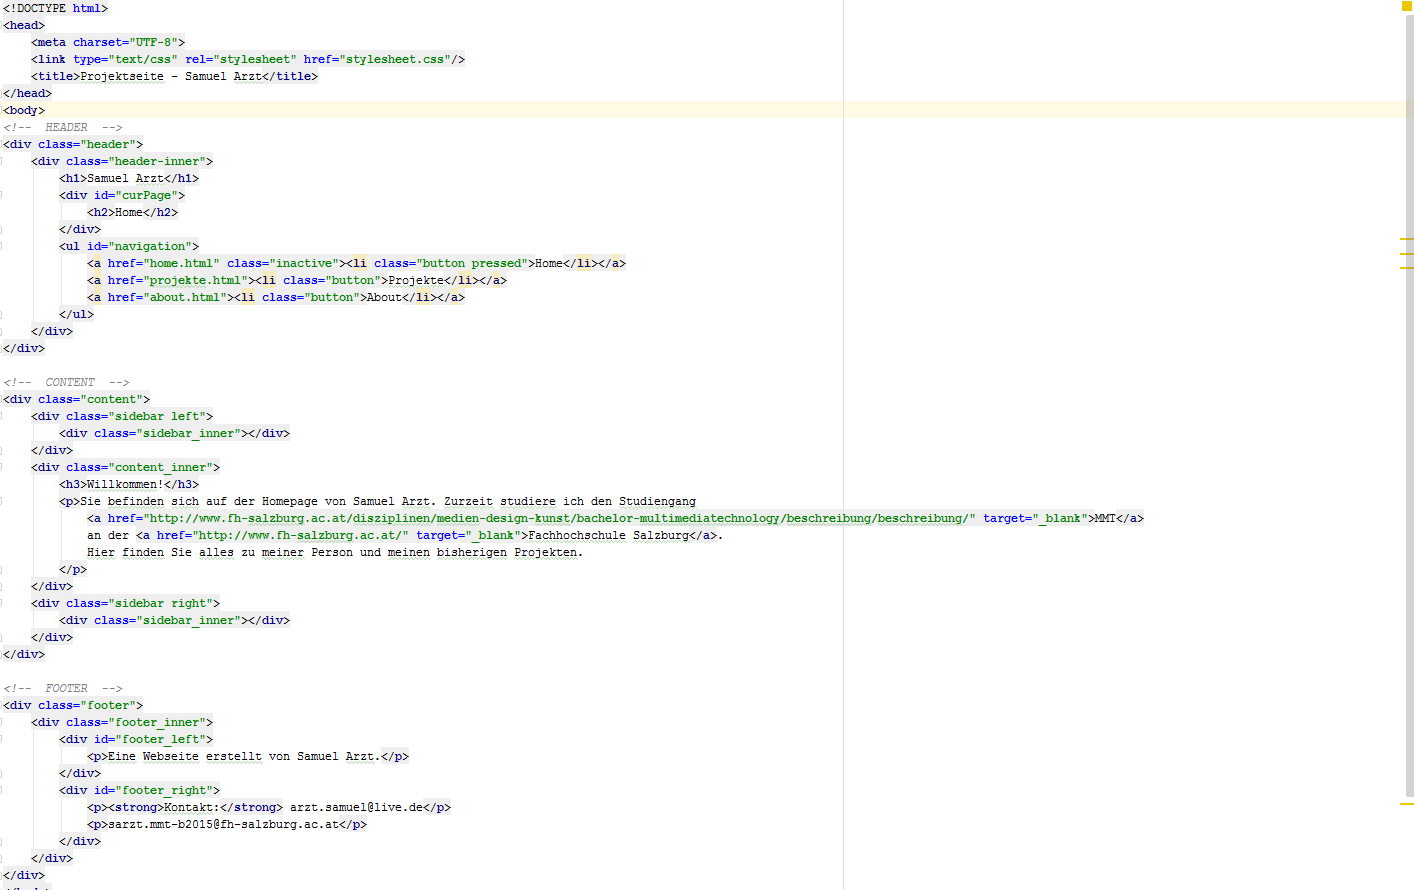 <!DOCTYPE html>
<head>
    <meta charset="UTF-8">
    <link type="text/css" rel="stylesheet" href="stylesheet.css"/>
    <title>Projektseite - Samuel Arzt</title>
</head>
<body>
<!--  HEADER  -->
<div class="header">
    <div class="header-inner">
        <h1>Samuel Arzt</h1>
        <div id="curPage">
            <h2>Home</h2>
        </div>
        <ul id="navigation">
            <a href="home.html" class="inactive"><li class="button pressed">Home</li></a>
            <a href="projekte.html"><li class="button">Projekte</li></a>
            <a href="about.html"><li class="button">About</li></a>
        </ul>
    </div>
</div>

<!--  CONTENT  -->
<div class="content">
    <div class="sidebar left">
        <div class="sidebar_inner"></div>
    </div>
    <div class="content_inner">
        <h3>Willkommen!</h3>
        <p>Sie befinden sich auf der Homepage von Samuel Arzt. Zurzeit studiere ich den Studiengang
            <a href="http://www.fh-salzburg.ac.at/disziplinen/medien-design-kunst/bachelor-multimediatechnology/beschreibung/beschreibung/" target="_blank">MMT</a>
            an der <a href="http://www.fh-salzburg.ac.at/" target="_blank">Fachhochschule Salzburg</a>.
            Hier finden Sie alles zu meiner Person und meinen bisherigen Projekten.
        </p>
    </div>
    <div class="sidebar right">
        <div class="sidebar_inner"></div>
    </div>
</div>

<!--  FOOTER  -->
<div class="footer">
    <div class="footer_inner">
        <div id="footer_left">
            <p>Eine Webseite erstellt von Samuel Arzt.</p>
        </div>
        <div id="footer_right">
            <p><strong>Kontakt:</strong> arzt.samuel@live.de</p>
            <p>sarzt.mmt-b2015@fh-salzburg.ac.at</p>
        </div>
    </div>
</div>